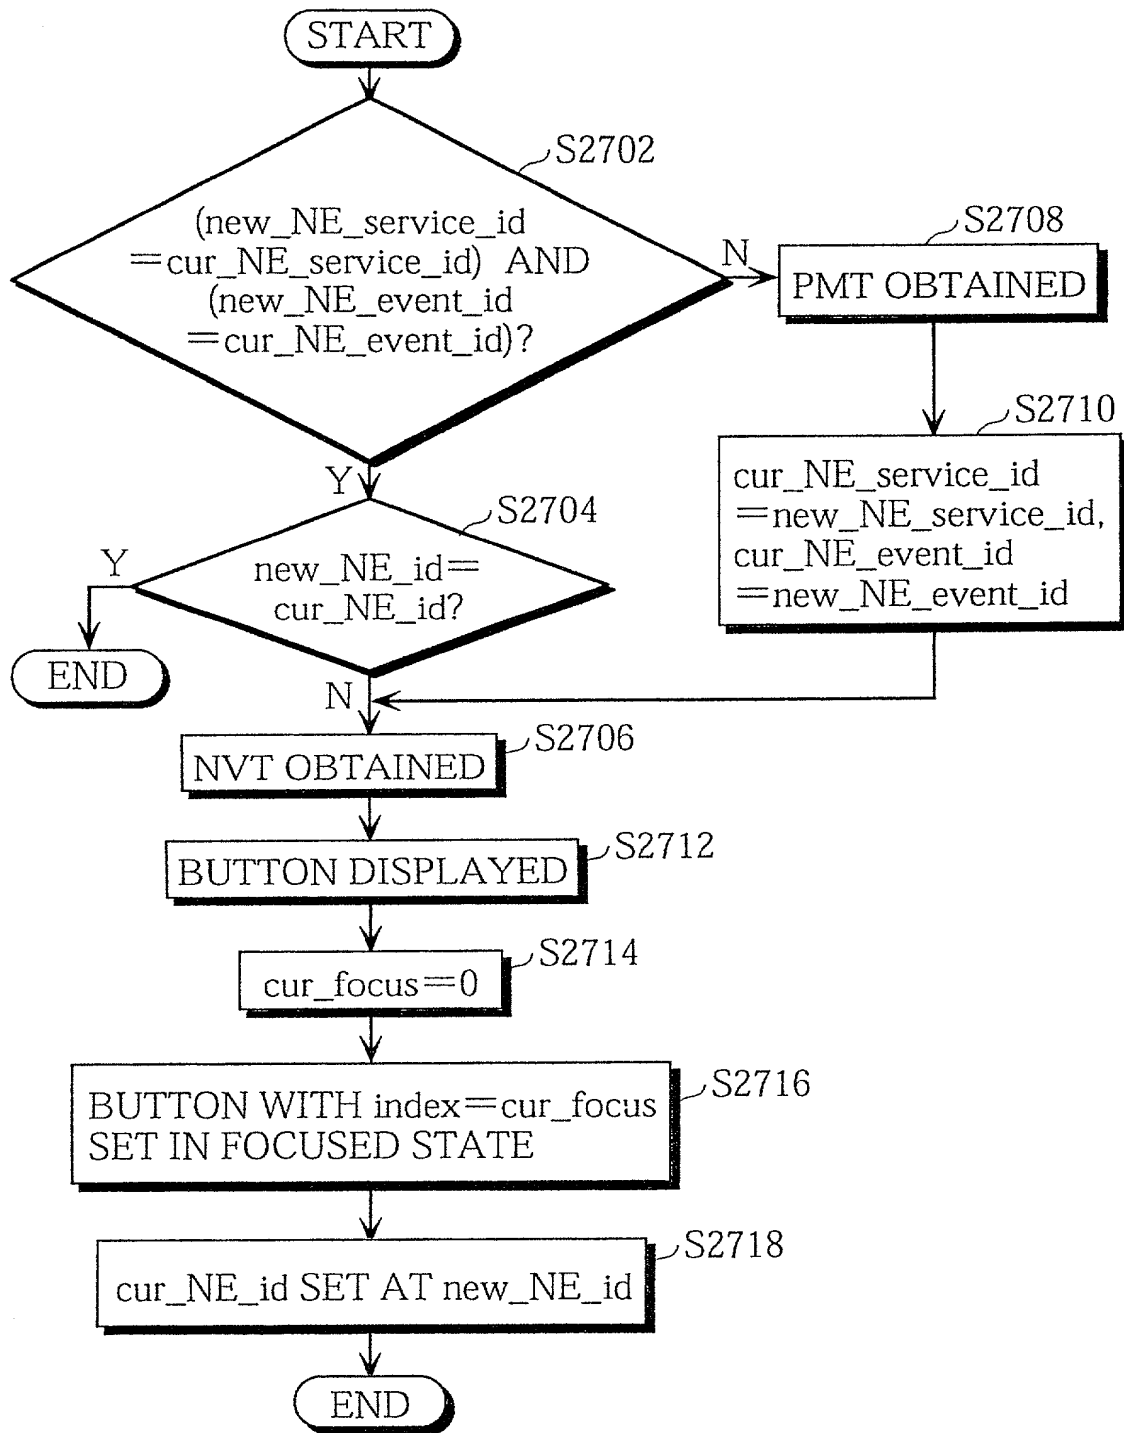 START
S2702
(new_NE_service_id
=cur_NE_service_id) AND
(new_NE_event_id
=cur_NE_event_id)?
N
S2708
PMT OBTAINED
S2710
cur_NE_service_id
=new_NE_service_id,
cur_NE_event_id
=new_NE_event_id
Y
S2704
new_NE_id=
cur_NE_id?
Y
END
N
S2706
NVT OBTAINED
S2712
BUTTON DISPLAYED
S2714
cur_focus=0
S2716
BUTTON WITH index=cur_focus
SET IN FOCUSED STATE
S2718
cur_NE_id SET AT new_NE_id
END